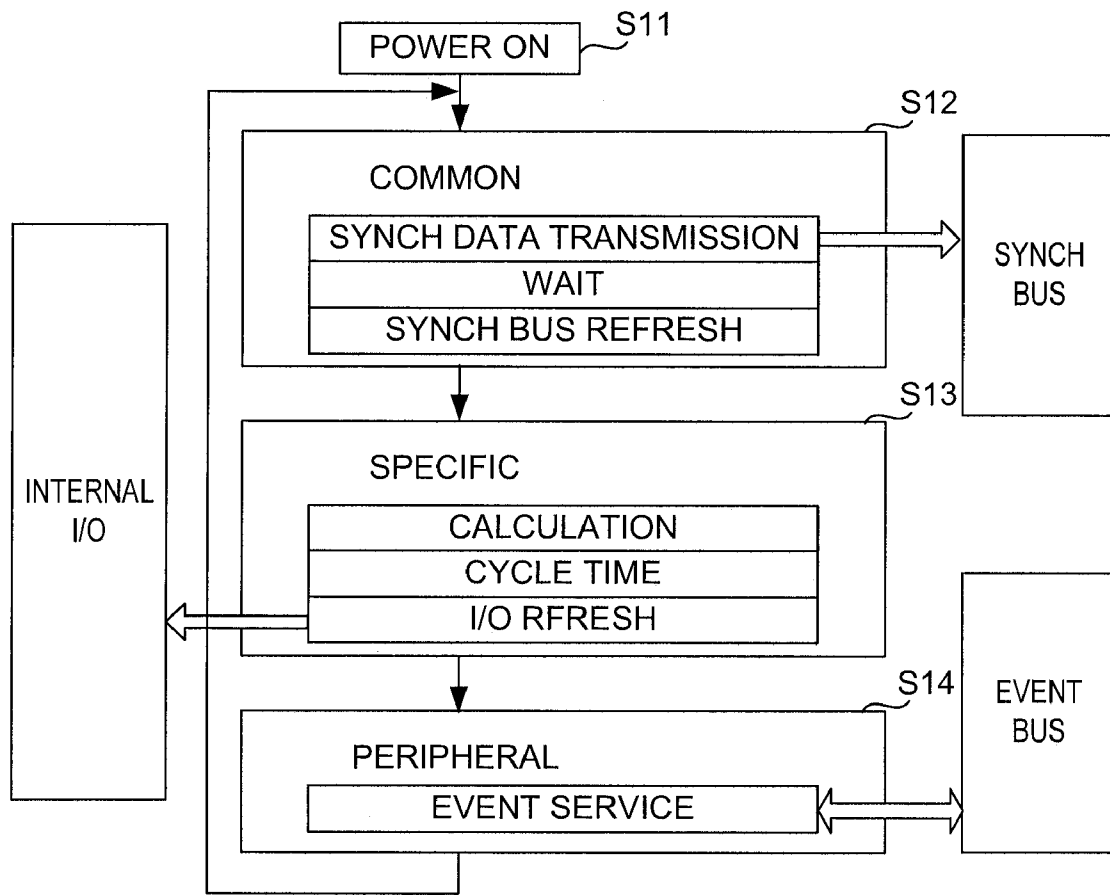 POWER ON
S11
S12
COMMON
SYNCH DATA TRANSMISSION
WAIT
SYNCH BUS REFRESH
SYNCH
BUS
S13
SPECIFIC
CALCULATION
CYCLE TIME
I/O RFRESH
INTERNAL
I/O
S14
PERIPHERAL
EVENT SERVICE
EVENT
BUS